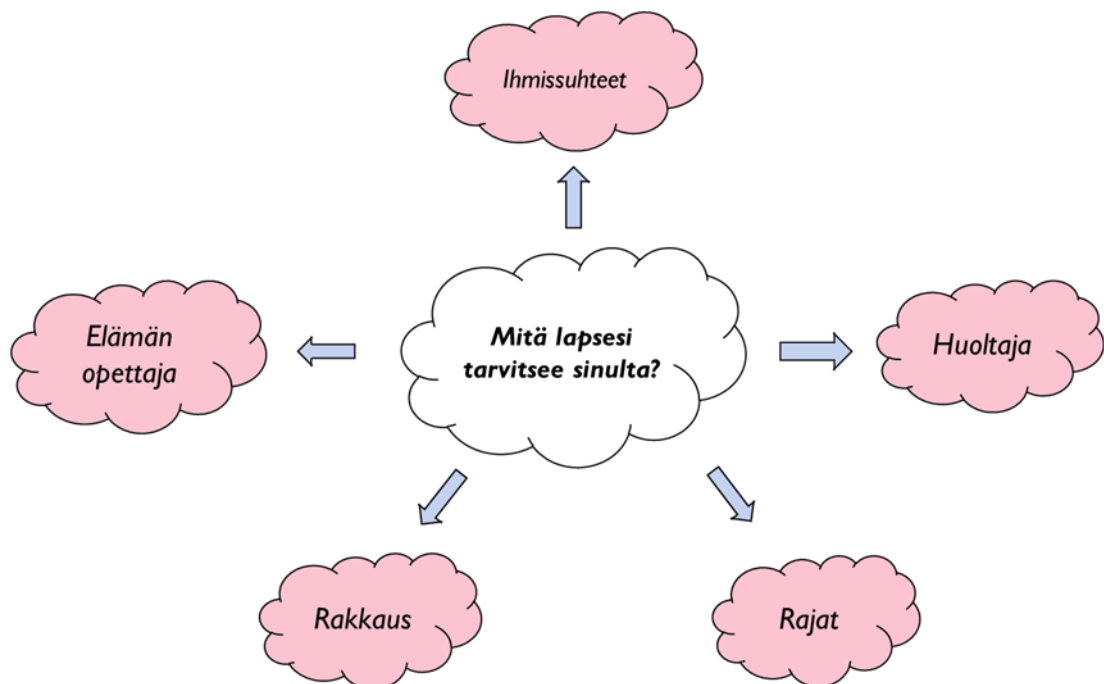 Ihmissuhteet
Elämän
opettaja
Mitä lapsesi
tarvitsee sinulta?
Huoltaja
Rakkaus
Rajat